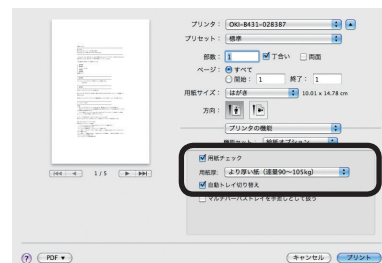 プリンタ： OKI-B431-0283B7
プリセット： 標準
部数： 1 丁合い 両面
ページ： すべて
開始： 1 終了： 1
用紙サイズ： はがき 10.01 x 14.78 cm
方向：
プリンタの機能
機能セット： 給紙オプション
用紙チェック
用紙厚： より厚い紙（連量90〜105kg）
自動トレイ切り替え
マルチパーパストレイを手差しとして扱う
1 / 5
? PDF▼ キャンセル プリント